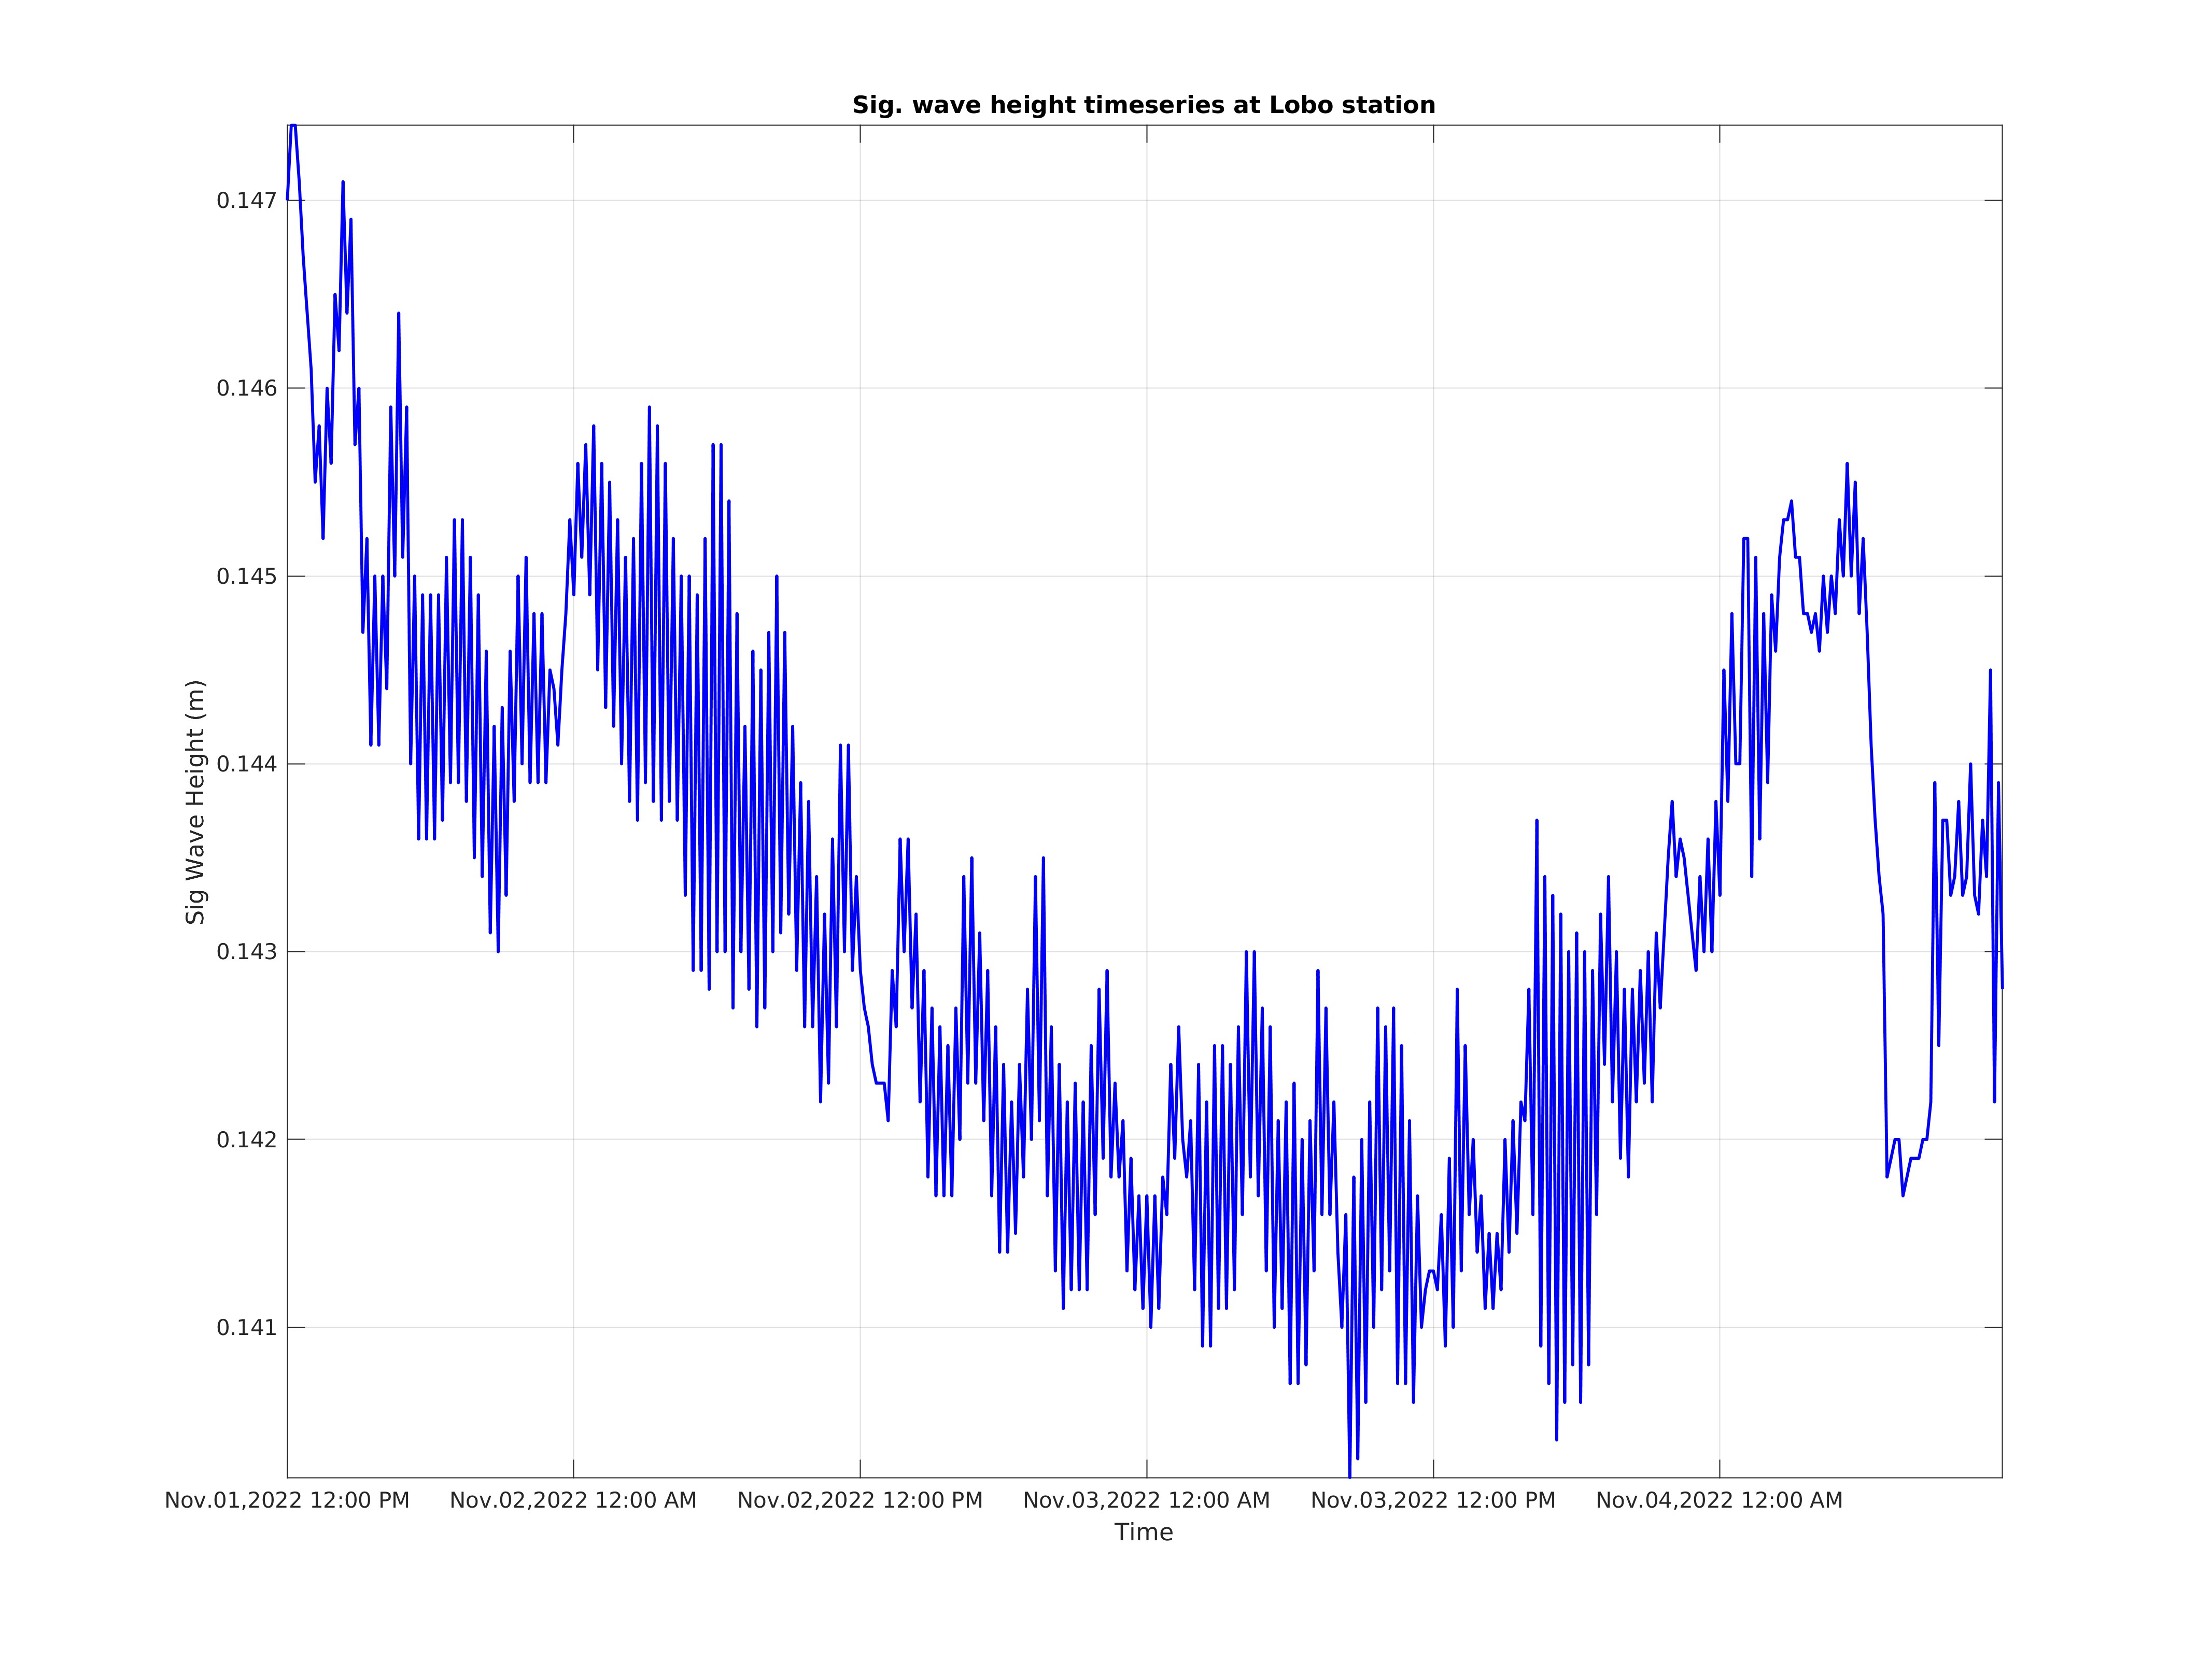 Sig. wave height timeseries at Lobo station
Sig Wave Height (m)
0.147
0.146
0.145
0.144
0.143
0.142
0.141
Nov.01,2022 12:00 PM Nov.02,2022 12:00 AM Nov.02,2022 12:00 PM Nov.03,2022 12:00 AM Nov.03,2022 12:00 PM Nov.04,2022 12:00 AM
Time